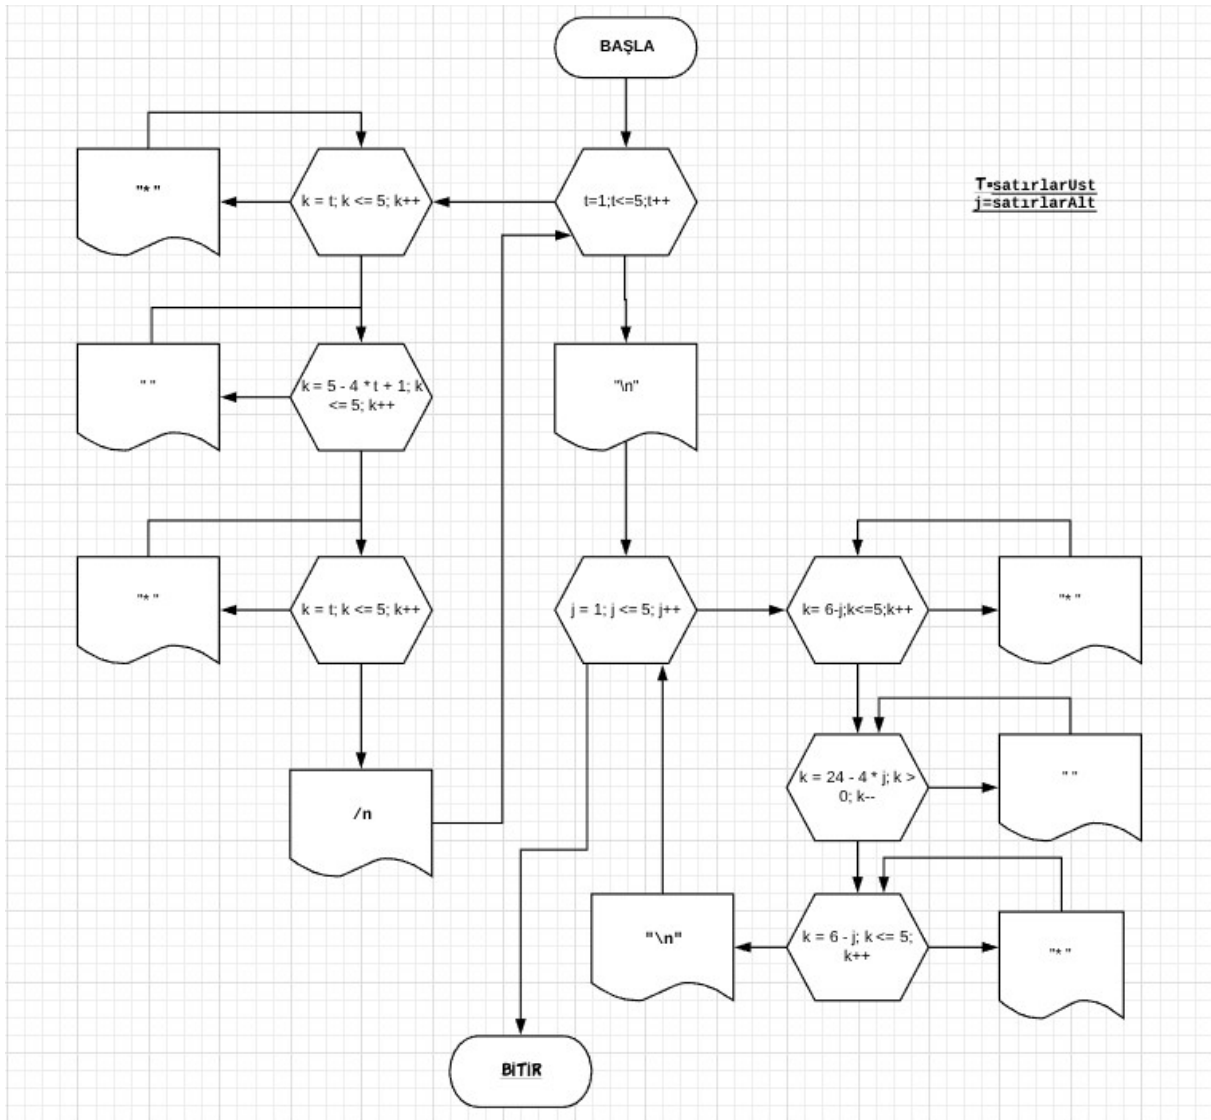 BAŞLA
"* "
k = t; k <= 5; k++
t=1;t<=5;t++
T=satırlarUst
j=satırlarAlt
" "
k = 5 - 4 * t + 1; k
<= 5; k++
"\n"
"* "
k = t; k <= 5; k++
j = 1; j <= 5; j++
k= 6-j;k<=5;k++
"* "
/n
k = 24 - 4 * j; k >
0; k--
" "
"\n"
k = 6 - j; k <= 5;
k++
"* "
BİTİR